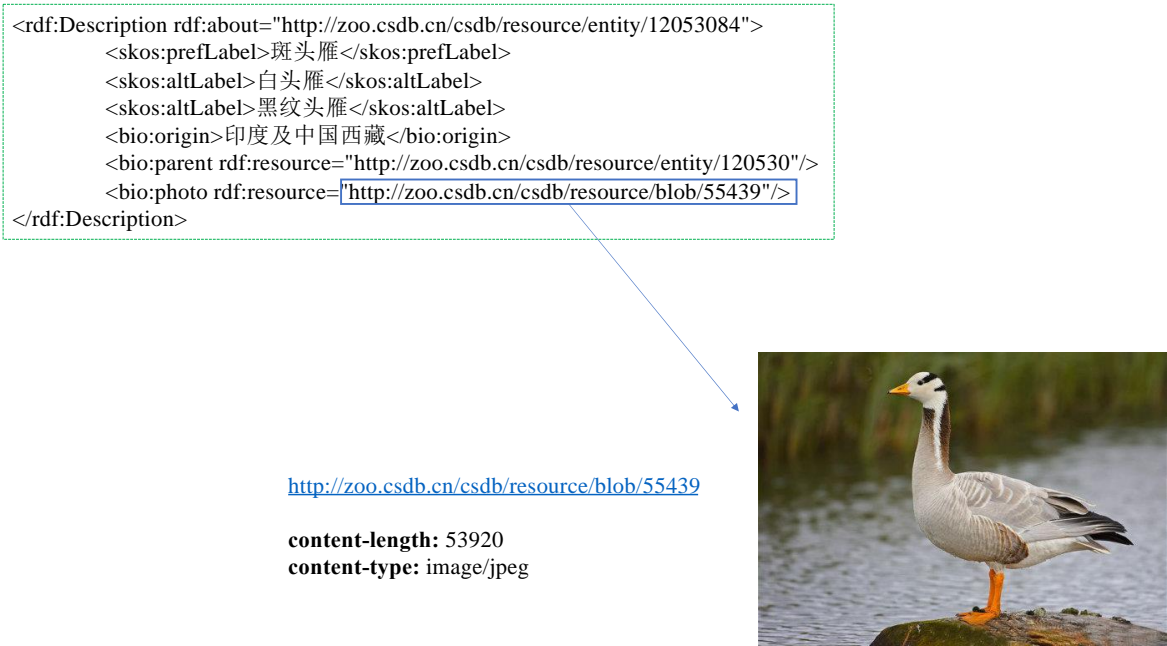 <rdf:Description rdf:about="http://zoo.csdb.cn/csdb/resource/entity/12053084">
<skos:prefLabel>斑头雁</skos:prefLabel>
<skos:altLabel>白头雁</skos:altLabel>
<skos:altLabel>黑纹头雁</skos:altLabel>
<bio:origin>印度及中国西藏</bio:origin>
<bio:parent rdf:resource="http://zoo.csdb.cn/csdb/resource/entity/120530"/>
<bio:photo rdf:resource="http://zoo.csdb.cn/csdb/resource/blob/55439"/>
</rdf:Description>
http://zoo.csdb.cn/csdb/resource/blob/55439
content-length: 53920
content-type: image/jpeg